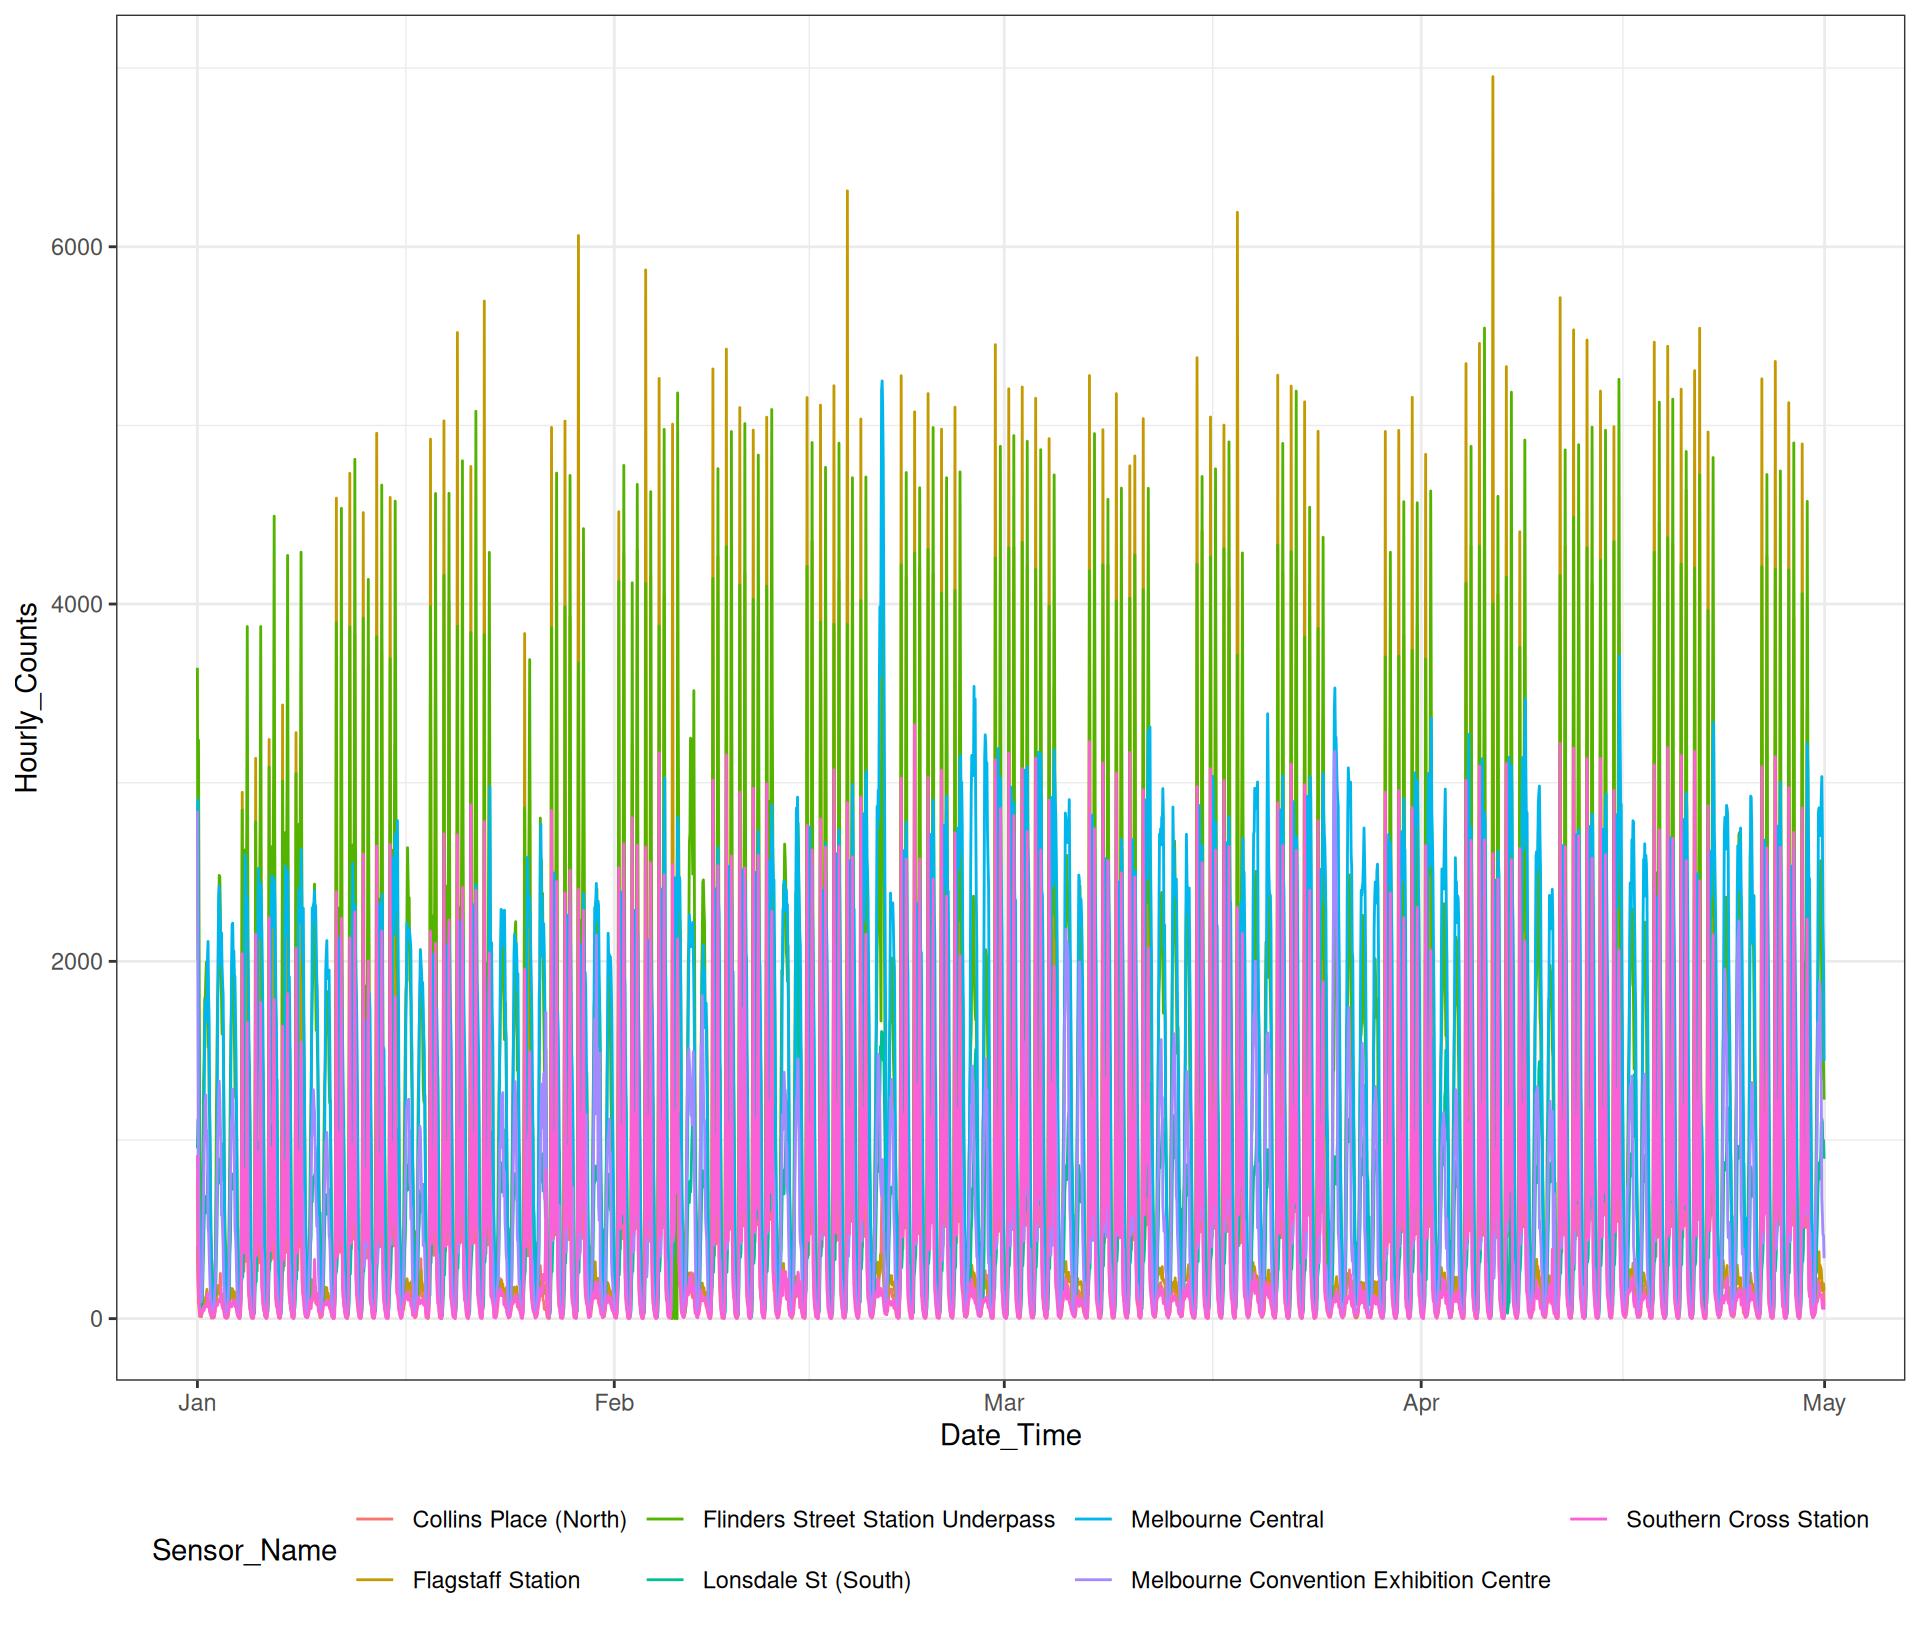 6000
4000
2000
0
Hourly_Counts
Jan Feb Mar Apr May
Date_Time
Sensor_Name
Collins Place (North) Flinders Street Station Underpass Melbourne Central Southern Cross Station
Flagstaff Station Lonsdale St (South) Melbourne Convention Exhibition Centre